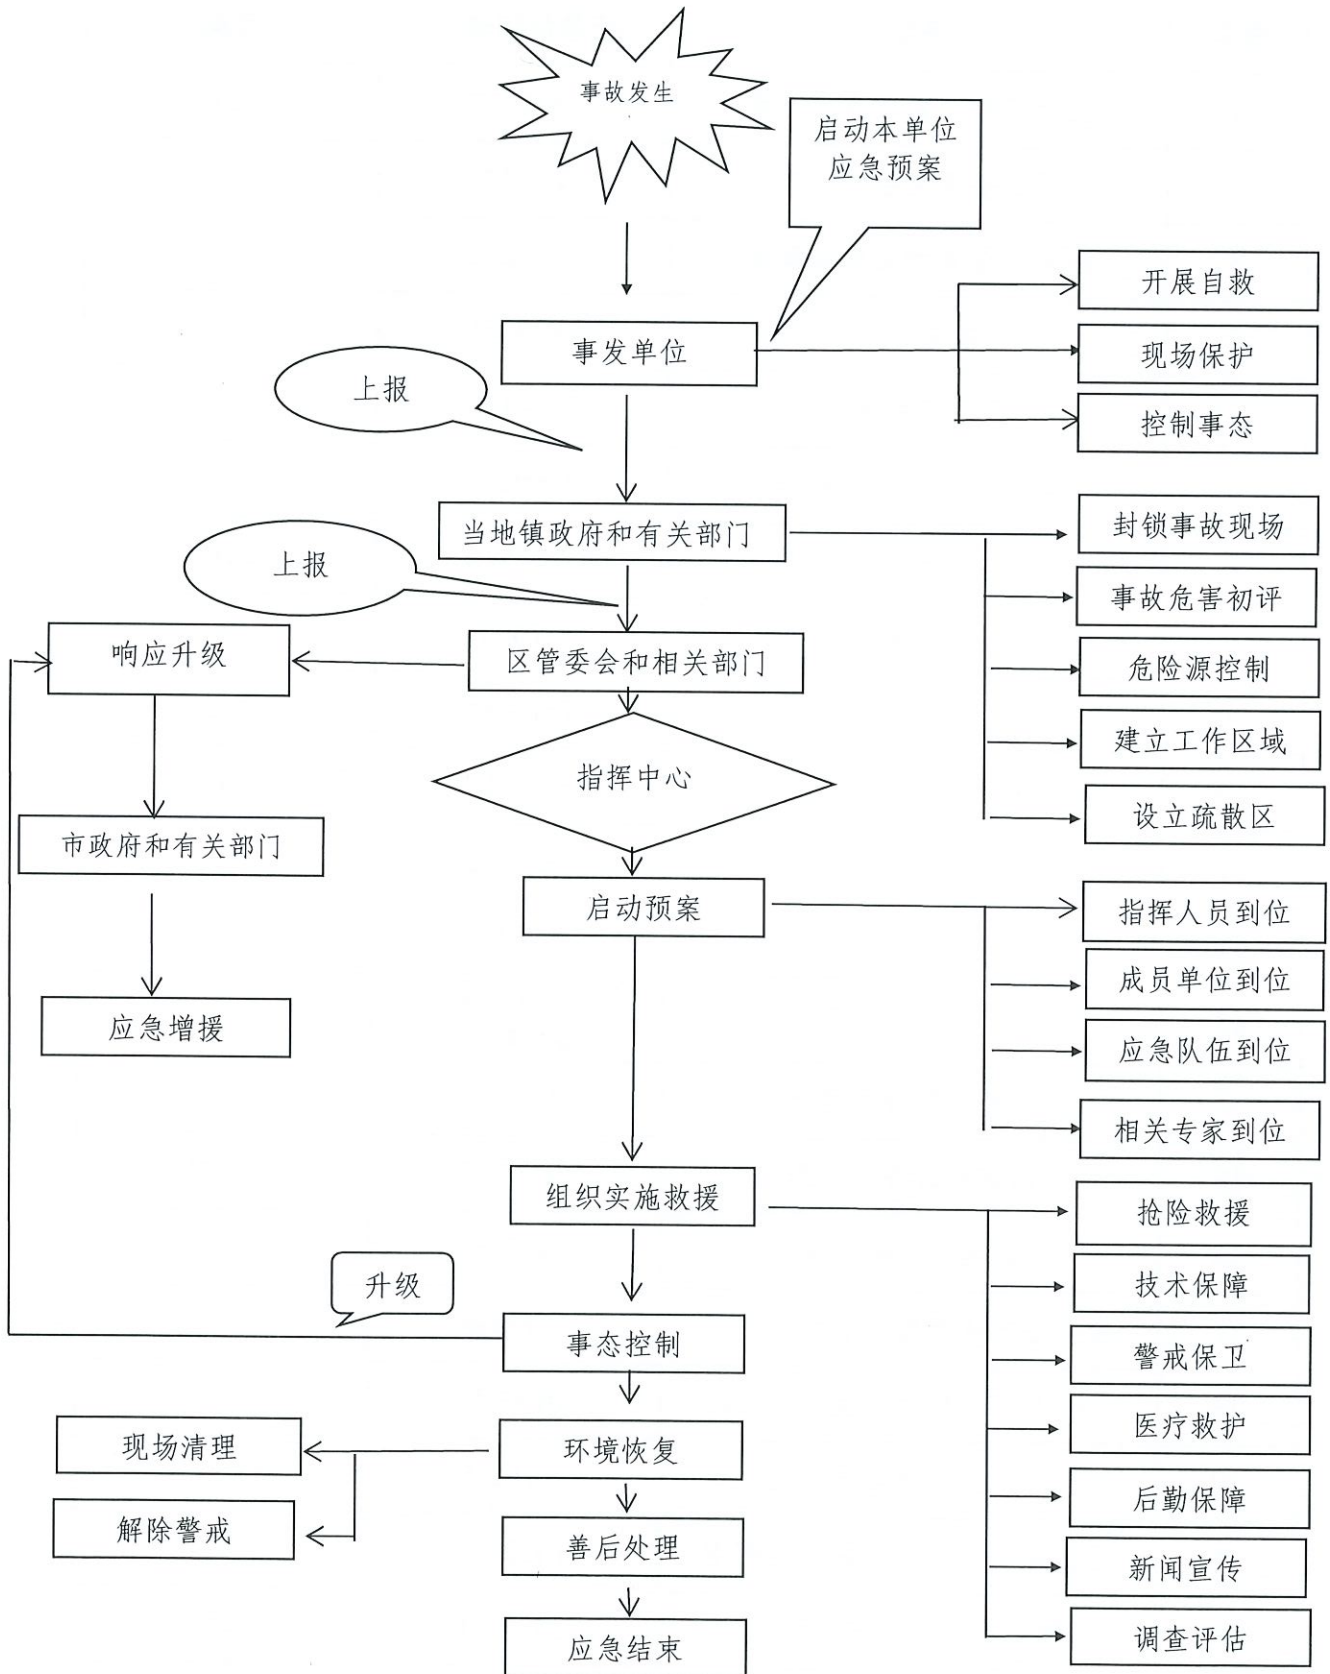 事故发生
启动本单位
应急预案
开展自救
事发单位
现场保护
上报
控制事态
当地镇政府和有关部门
封锁事故现场
上报
事故危害初评
响应升级
区管委会和相关部门
危险源控制
建立工作区域
指挥中心
设立疏散区
市政府和有关部门
启动预案
指挥人员到位
成员单位到位
应急增援
应急队伍到位
相关专家到位
组织实施救援
抢险救援
升级
技术保障
事态控制
警戒保卫
现场清理
环境恢复
医疗救护
后勤保障
解除警戒
善后处理
新闻宣传
应急结束
调查评估